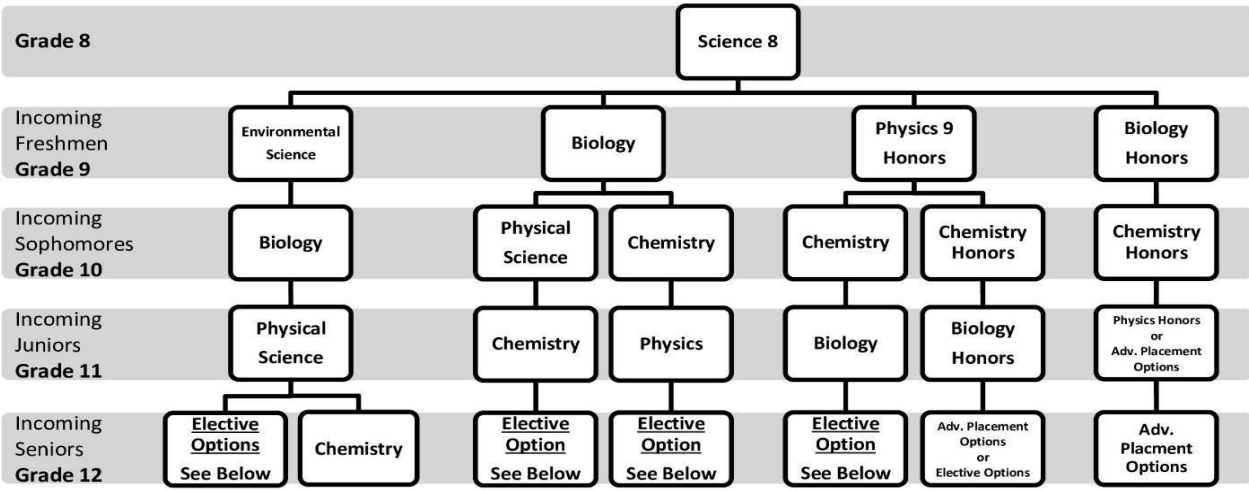 Grade 8
Science 8
Incoming
Freshmen
Grade 9
Environmental
Science
Biology
Physics 9
Honors
Biology
Honors
Incoming
Sophomores
Grade 10
Biology
Physical
Science
Chemistry
Chemistry
Chemistry
Honors
Chemistry
Honors
Incoming
Juniors
Grade 11
Physical
Science
Chemistry
Physics
Biology
Biology
Honors
Physics Honors
or
Adv. Placement
Options
Incoming
Seniors
Grade 12
Elective
Options
See Below
Chemistry
Elective
Option
See Below
Elective
Option
See Below
Elective
Option
See Below
Adv. Placement
Options
or
Elective Options
Adv.
Placment
Options